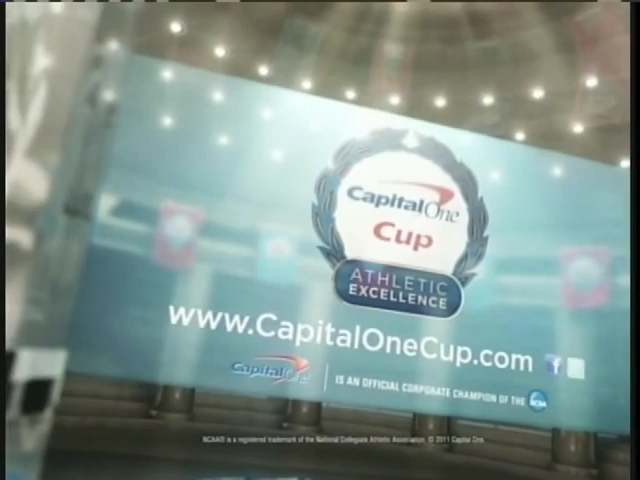 Capital One
Cup
ATHLETIC
EXCELLENCE
www.CapitalOneCup.com f
Capital One IS AN OFFICIAL CORPORATE CHAMPION OF THE NCAA
NCAA® is a registered trademark of the National Collegiate Athletic Association. © 2011 Capital One.